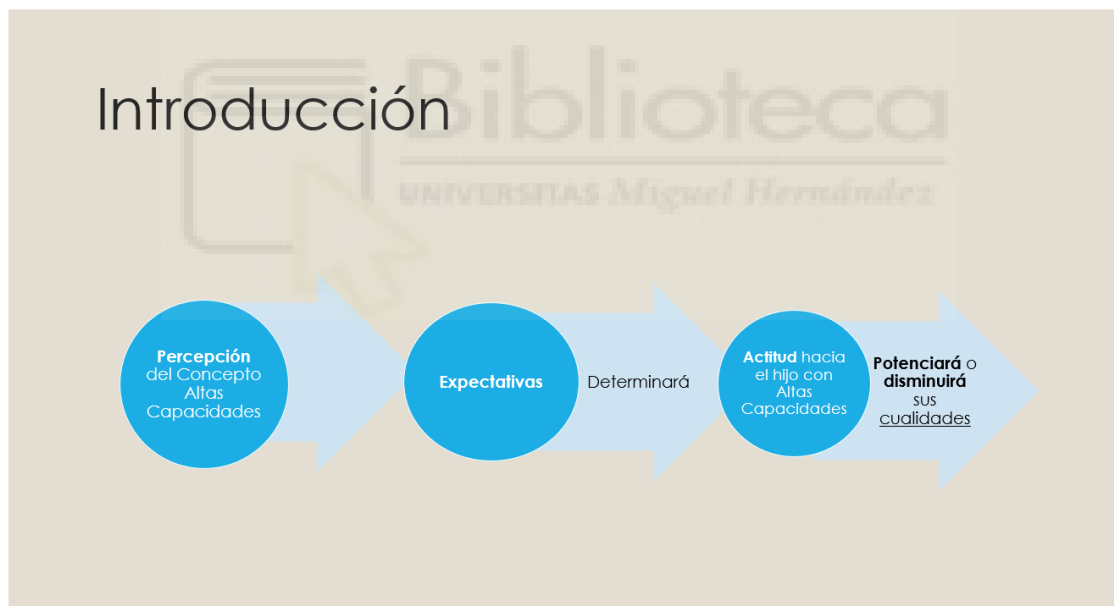 Biblioteca
Introducción
UNIVERSITAS Miguel Hernández
Percepción
del Concepto
Altas
Capacidades
Expectativas
Determinará
Actitud hacia
el hijo con
Altas
Capacidades
Potenciará o
disminuirá
sus
cualidades